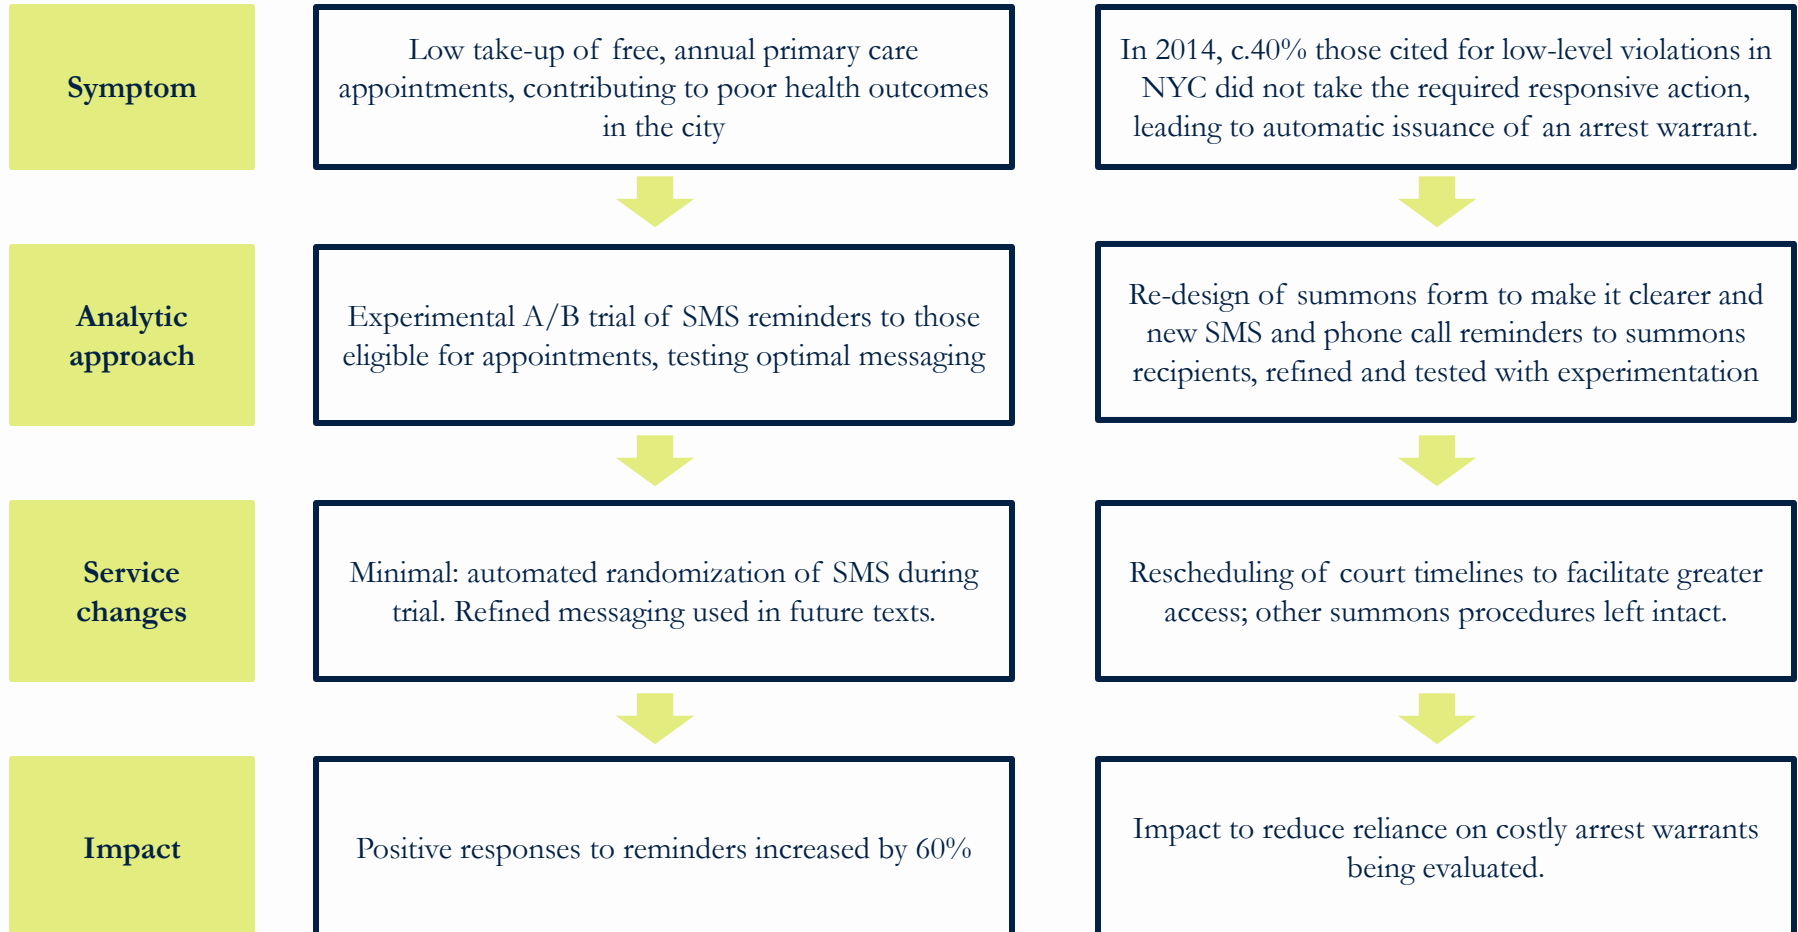 Symptom
Low take-up of free, annual primary care
appointments, contributing to poor health outcomes
in the city
In 2014, c.40% those cited for low-level violations in
NYC did not take the required responsive action,
leading to automatic issuance of an arrest warrant.
Analytic
approach
Experimental A/B trial of SMS reminders to those
eligible for appointments, testing optimal messaging
Re-design of summons form to make it clearer and
new SMS and phone call reminders to summons
recipients, refined and tested with experimentation
Service
changes
Minimal: automated randomization of SMS during
trial. Refined messaging used in future texts.
Rescheduling of court timelines to facilitate greater
access; other summons procedures left intact.
Impact
Positive responses to reminders increased by 60%
Impact to reduce reliance on costly arrest warrants
being evaluated.